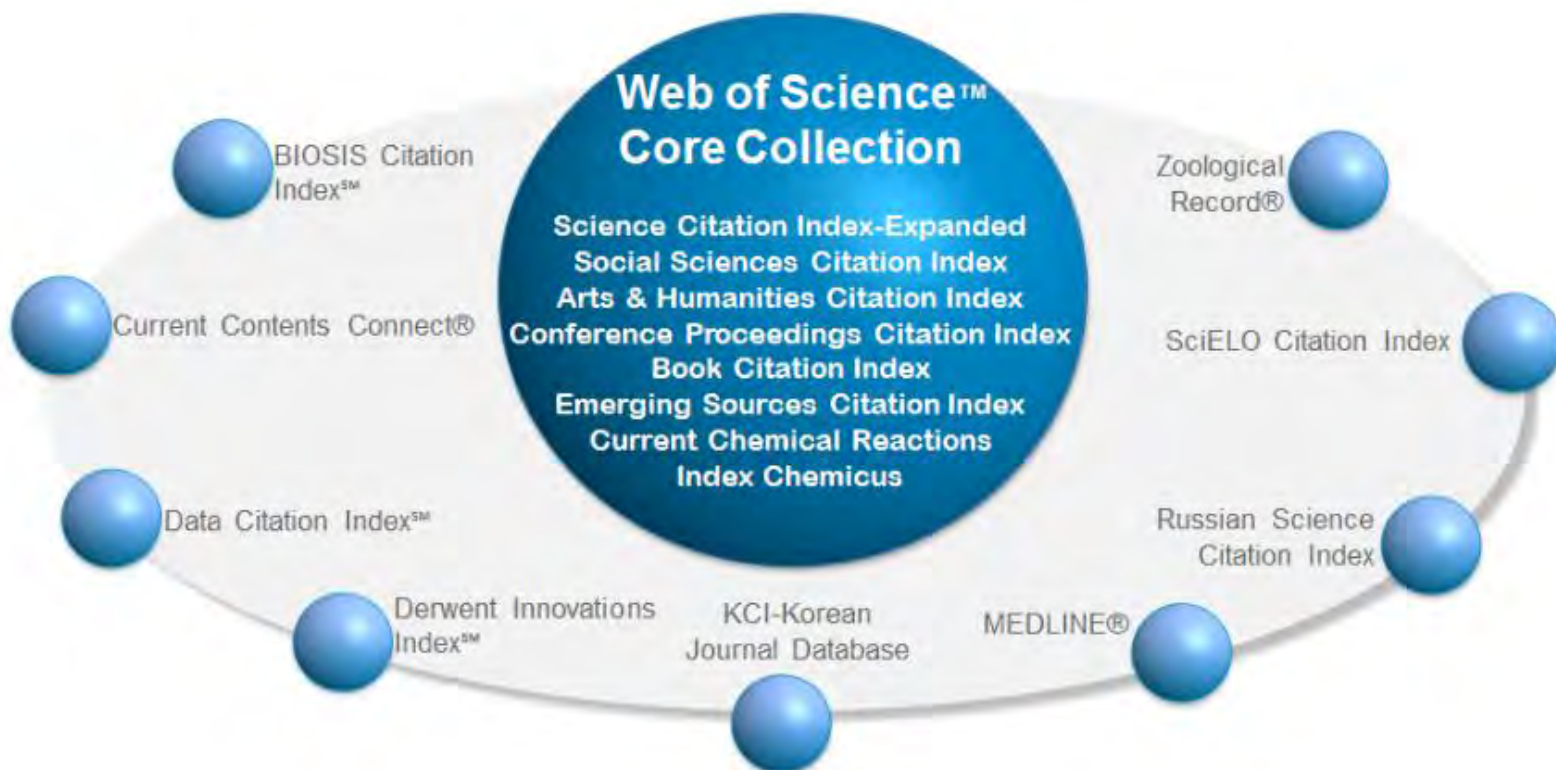 Web of Science™
Core Collection
Science Citation Index-Expanded
Social Sciences Citation Index
Arts & Humanities Citation Index
Conference Proceedings Citation Index
Book Citation Index
Emerging Sources Citation Index
Current Chemical Reactions
Index Chemicus
BIOSIS Citation
Index℠
Current Contents Connect®
Data Citation Index℠
Derwent Innovations
Index℠
KCI-Korean
Journal Database
MEDLINE®
Russian Science
Citation Index
SciELO Citation Index
Zoological
Record®